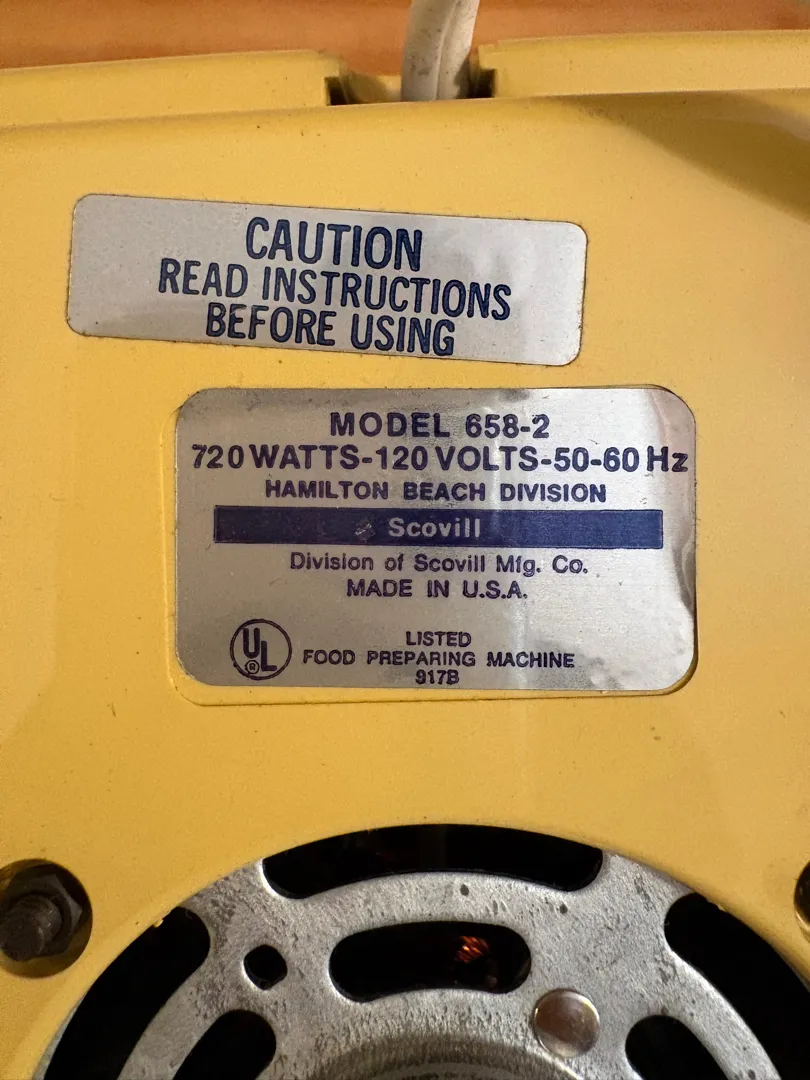 CAUTION
READ INSTRUCTIONS
BEFORE USING
MODEL 658-2
720 WATTS-120 VOLTS-50-60 Hz
HAMILTON BEACH DIVISION
Scovill
Division of Scovill Mfg. Co.
MADE IN U.S.A.
UL
®
LISTED
FOOD PREPARING MACHINE
917B